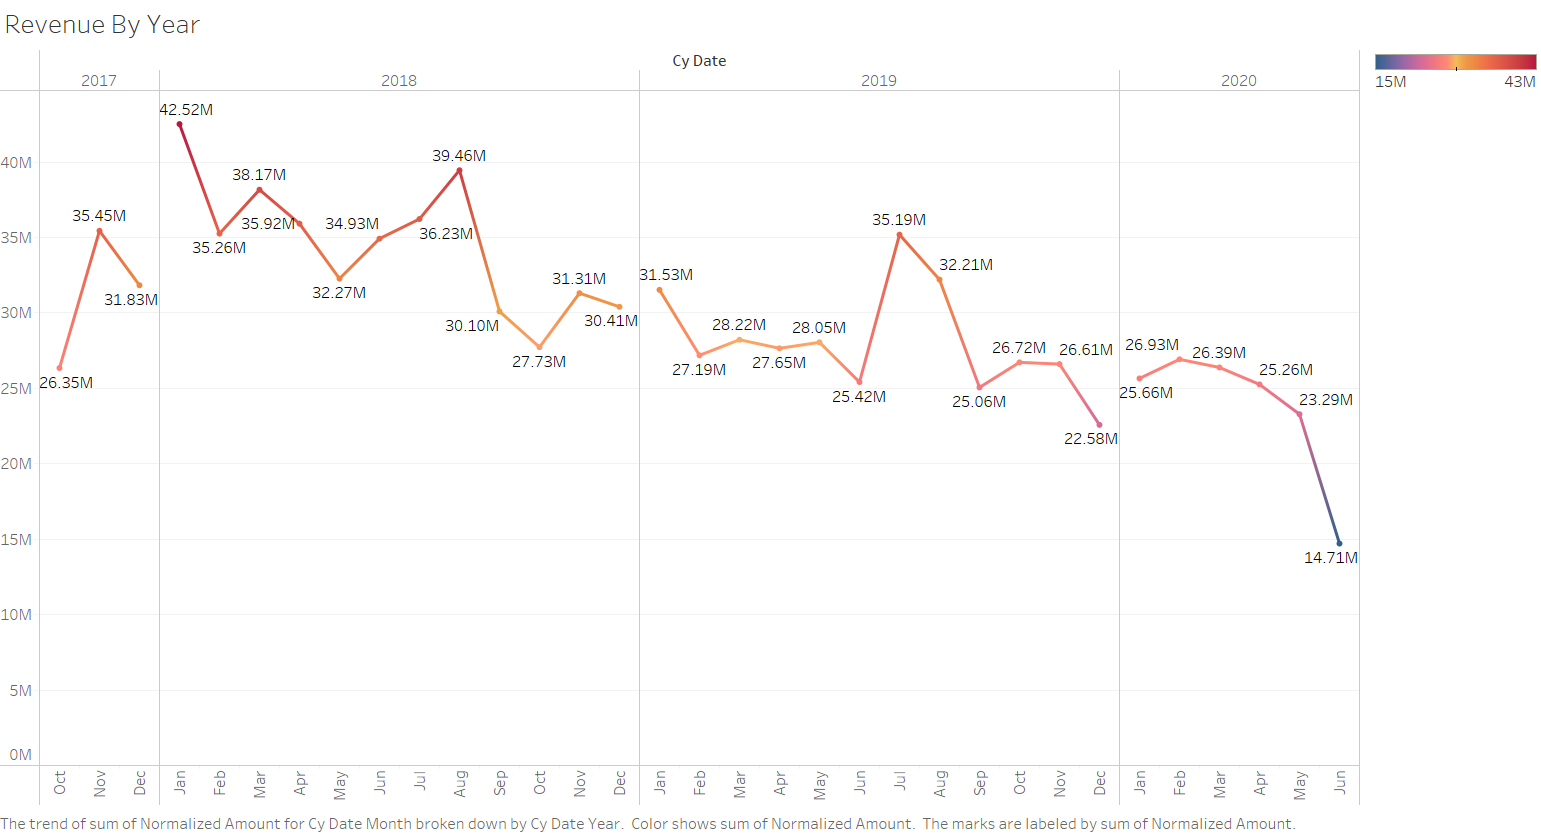 Revenue By Year
Cy Date
2017 2018 2019 2020
15M 43M
42.52M
39.46M
38.17M
40M
35.45M 35.92M 34.93M 35.19M
36.23M
35M
35.26M
32.21M
31.83M 32.27M 31.31M 31.53M
30M
30.10M 30.41M
28.22M 28.05M
27.73M 27.19M 27.65M 26.72M 26.61M 26.93M 26.39M
26.35M 25.42M 25.06M 25.66M 25.26M
25M
23.29M
22.58M
20M
15M
14.71M
10M
5M
0M
Oct Nov Dec Jan Feb Mar Apr May Jun Jul Aug Sep Oct Nov Dec Jan Feb Mar Apr May Jun Jul Aug Sep Oct Nov Dec Jan Feb Mar Apr May Jun
The trend of sum of Normalized Amount for Cy Date Month broken down by Cy Date Year.  Color shows sum of Normalized Amount.  The marks are labeled by sum of Normalized Amount.